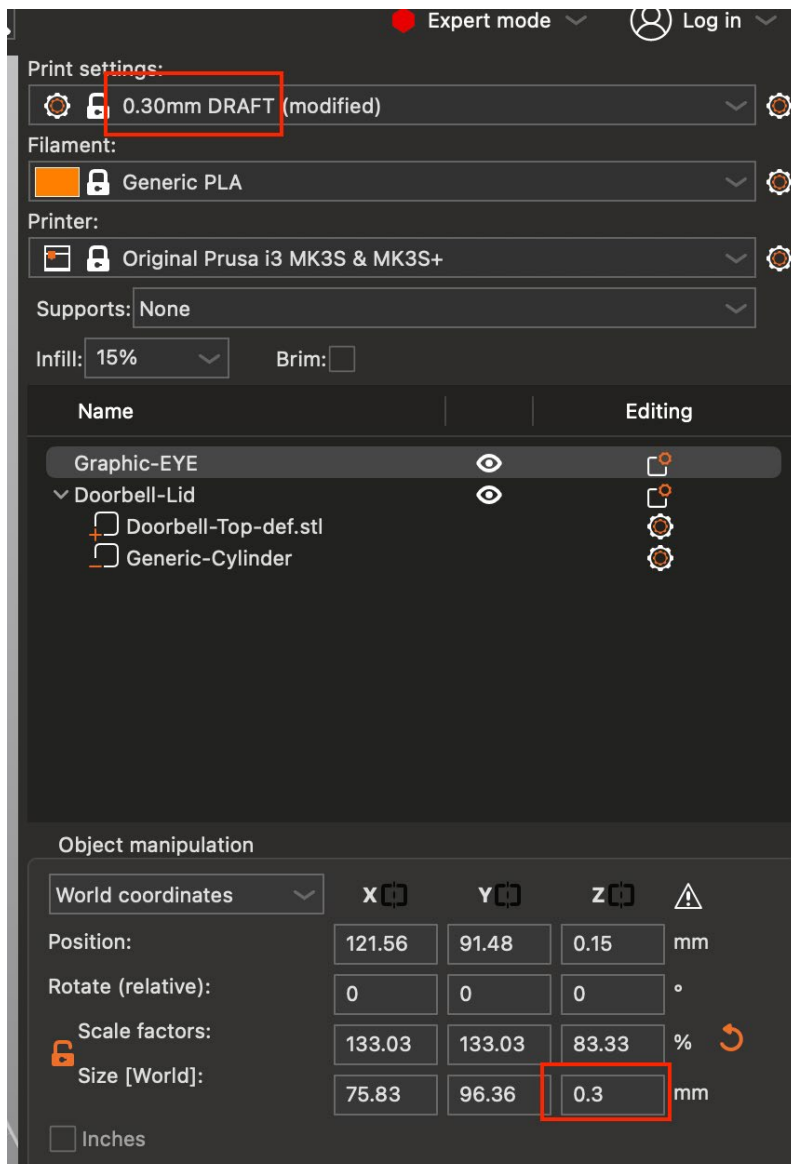 Expert mode Log in
Print settings:
0.30mm DRAFT (modified)
Filament:
Generic PLA
Printer:
Original Prusa i3 MK3S & MK3S+
Supports: None
Infill: 15% Brim:
Name Editing
Graphic-EYE
Doorbell-Lid
Doorbell-Top-def.stl
Generic-Cylinder
Object manipulation
World coordinates X Y Z
Position: 121.56 91.48 0.15 mm
Rotate (relative): 0 0 0 °
Scale factors: 133.03 133.03 83.33 %
Size [World]: 75.83 96.36 0.3 mm
Inches